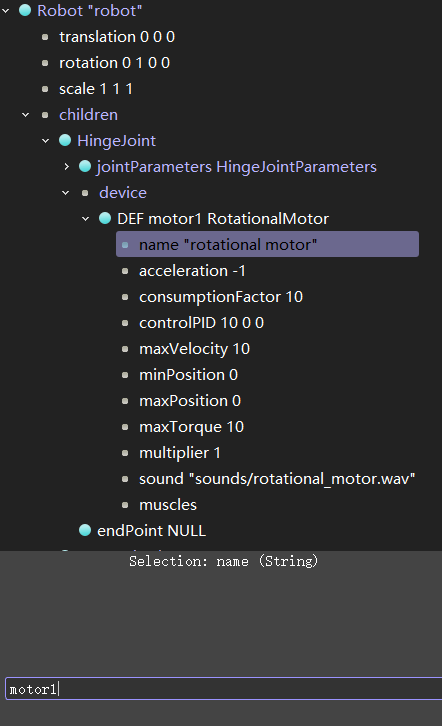 Robot "robot"
translation 0 0 0
rotation 0 1 0 0
scale 1 1 1
children
HingeJoint
jointParameters HingeJointParameters
device
DEF motor1 RotationalMotor
name "rotational motor"
acceleration -1
consumptionFactor 10
controlPID 10 0 0
maxVelocity 10
minPosition 0
maxPosition 0
maxTorque 10
multiplier 1
sound "sounds/rotational_motor.wav"
muscles
endPoint NULL
Selection: name (String)
motor1